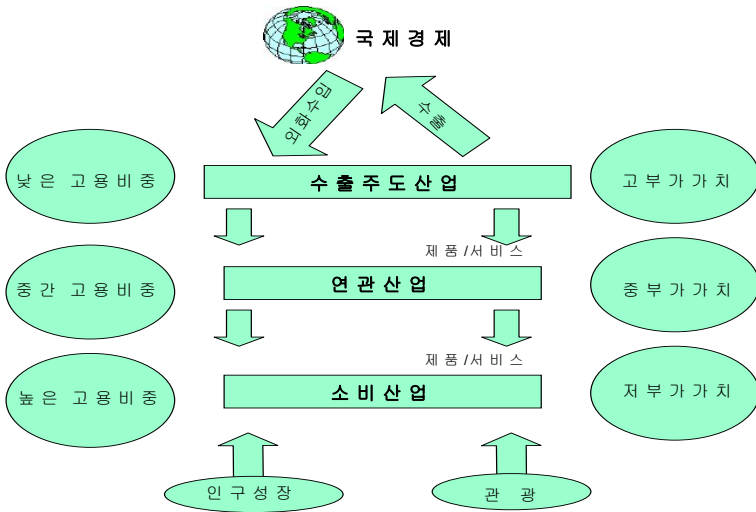 국제경제
외화수입
수출
낮은 고용비중
수출주도산업
고부가가치
제품/서비스
중간 고용비중
연관산업
중부가가치
제품/서비스
높은 고용비중
소비산업
저부가가치
인구성장
관 광